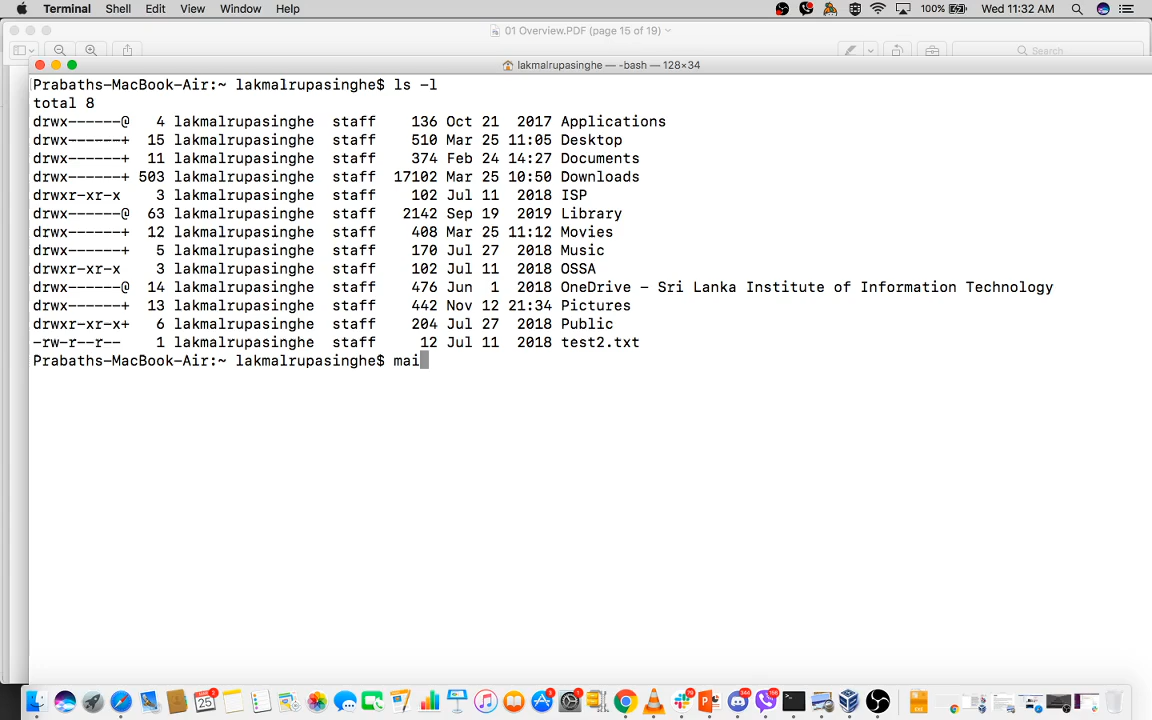 Terminal Shell Edit View Window Help 100% Wed 11:32 AM
01 Overview.PDF (page 15 of 19)
Search
lakmalrupasinghe — -bash — 128×34
Prabaths-MacBook-Air:~ lakmalrupasinghe$ ls -l
total 8
drwx------@ 4 lakmalrupasinghe staff 136 Oct 21 2017 Applications
drwx------+ 15 lakmalrupasinghe staff 510 Mar 25 11:05 Desktop
drwx------+ 11 lakmalrupasinghe staff 374 Feb 24 14:27 Documents
drwx------+ 503 lakmalrupasinghe staff 17102 Mar 25 10:50 Downloads
drwxr-xr-x 3 lakmalrupasinghe staff 102 Jul 11 2018 ISP
drwx------@ 63 lakmalrupasinghe staff 2142 Sep 19 2019 Library
drwx------+ 12 lakmalrupasinghe staff 408 Mar 25 11:12 Movies
drwx------+ 5 lakmalrupasinghe staff 170 Jul 27 2018 Music
drwxr-xr-x 3 lakmalrupasinghe staff 102 Jul 11 2018 OSSA
drwx------@ 14 lakmalrupasinghe staff 476 Jun 1 2018 OneDrive - Sri Lanka Institute of Information Technology
drwx------+ 13 lakmalrupasinghe staff 442 Nov 12 21:34 Pictures
drwxr-xr-x+ 6 lakmalrupasinghe staff 204 Jul 27 2018 Public
-rw-r--r-- 1 lakmalrupasinghe staff 12 Jul 11 2018 test2.txt
Prabaths-MacBook-Air:~ lakmalrupasinghe$ mai